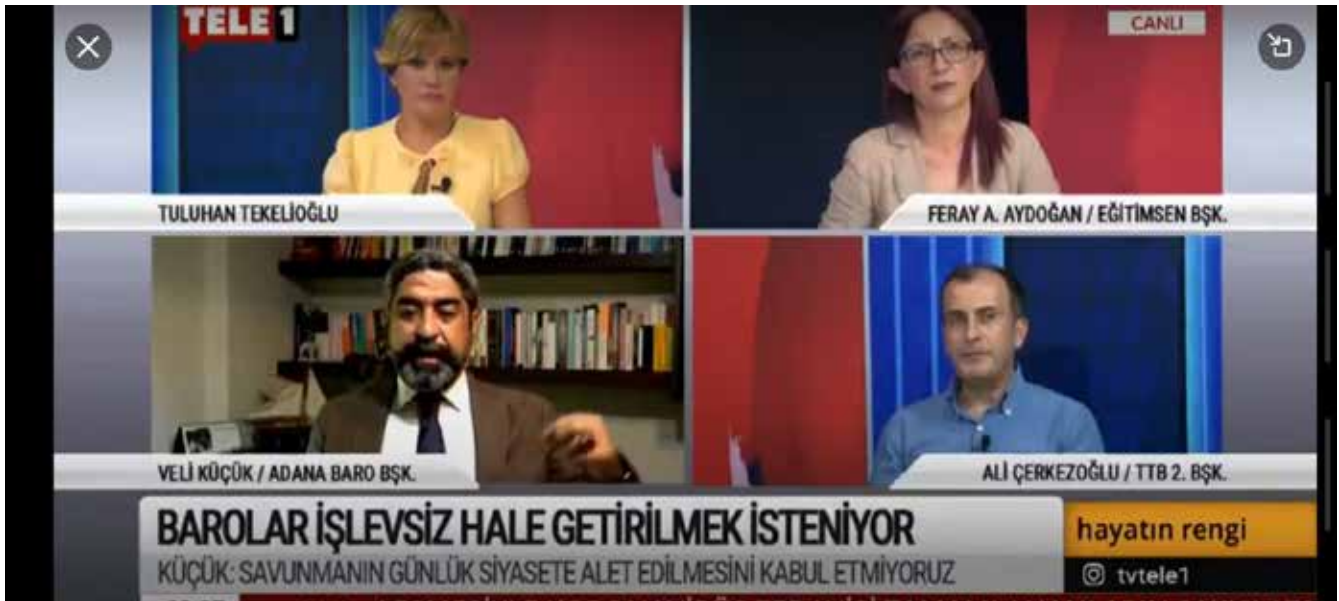 TELE 1
CANLI
TULUHAN TEKELİOĞLU
FERAY A. AYDOĞAN / EĞİTİMSEN BŞK.
VELİ KÜÇÜK / ADANA BARO BŞK.
ALİ ÇERKEZOĞLU / TTB 2. BŞK.
BAROLAR İŞLEVSİZ HALE GETİRİLMEK İSTENİYOR
KÜÇÜK: SAVUNMANIN GÜNLÜK SİYASETE ALET EDİLMESİNİ KABUL ETMİYORUZ
hayatın rengi
tvtele1